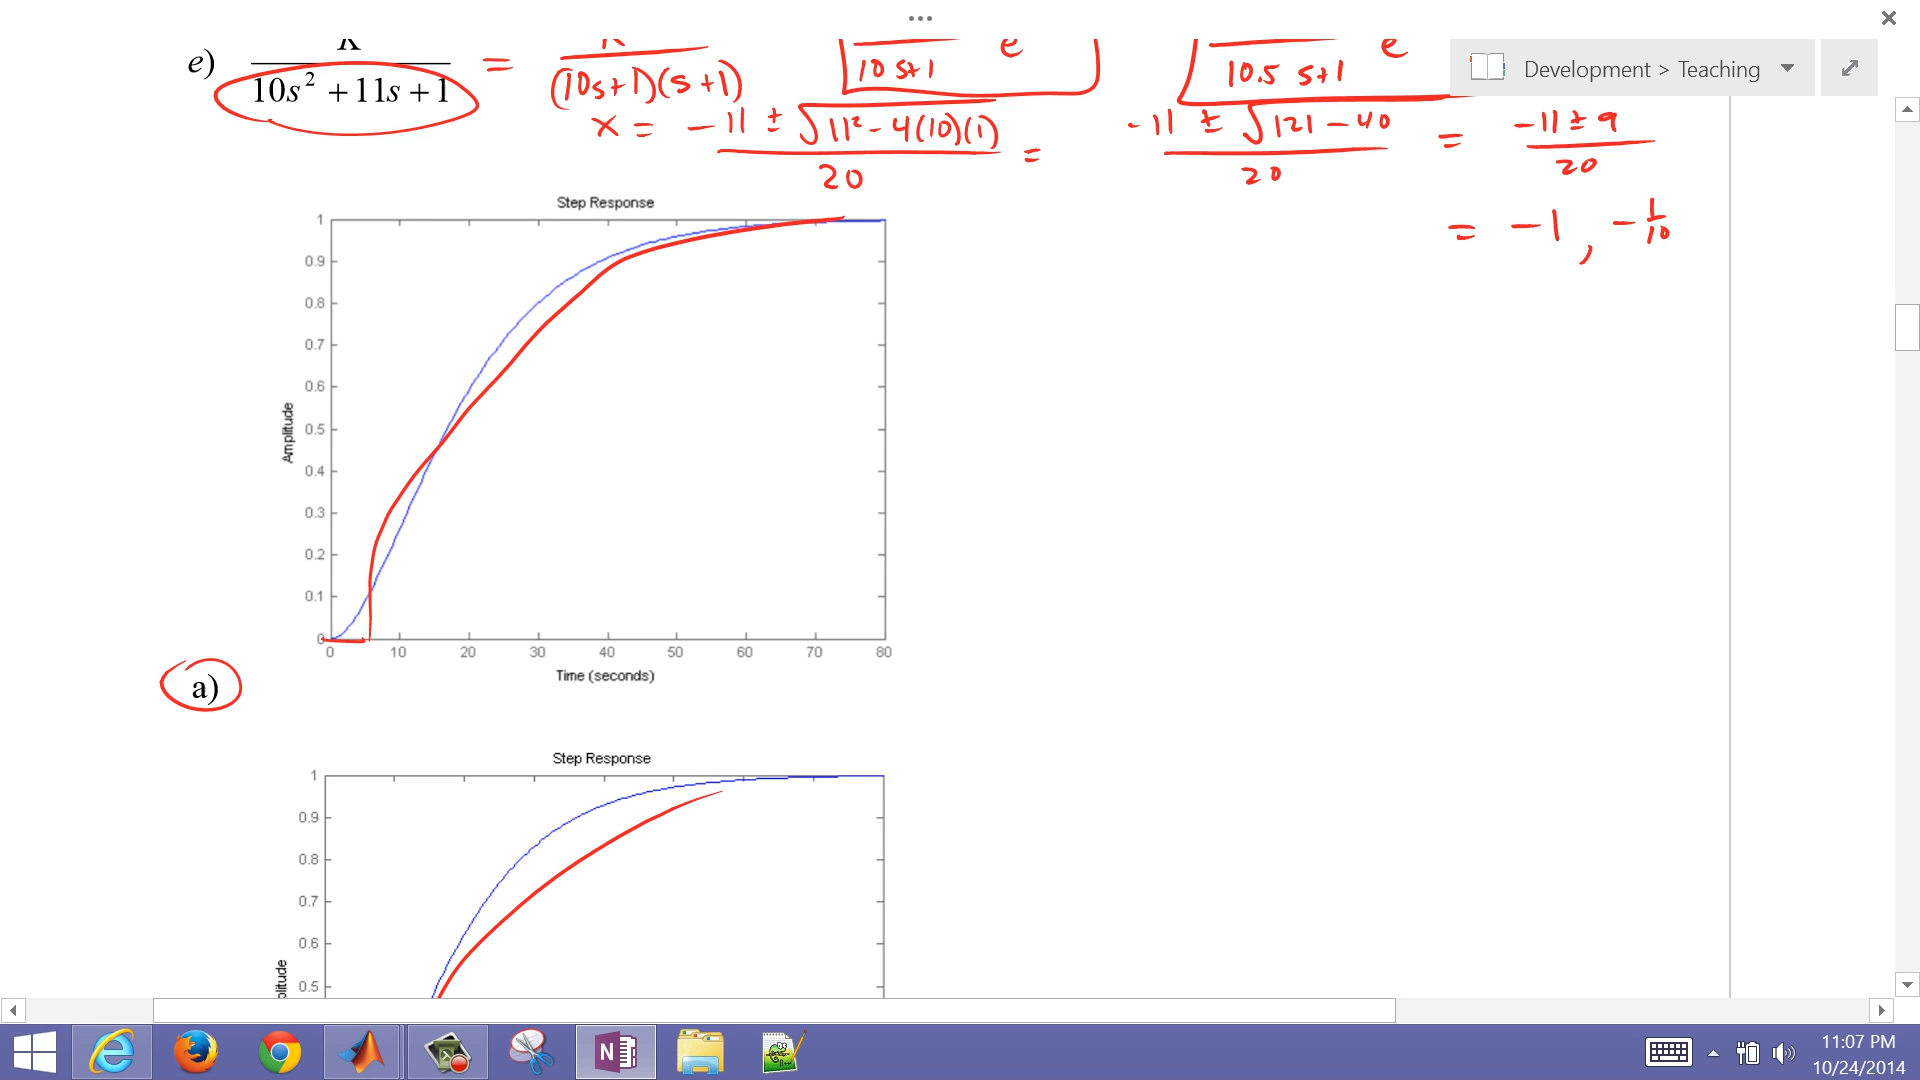 Development > Teaching
e) K / 10s² + 11s + 1 = K / (10s+1)(s+1)
10s+1 e
10.5 s+1 e
x = -11 ± √11² - 4(10)(1) / 20 = -11 ± √121 - 40 / 20 = -11 ± 9 / 20
= -1, -1/10
Step Response
1
0.9
0.8
0.7
0.6
0.5
0.4
0.3
0.2
0.1
0
Amplitude
0 10 20 30 40 50 60 70 80
Time (seconds)
a)
Step Response
1
0.9
0.8
0.7
0.6
0.5
11:07 PM
10/24/2014